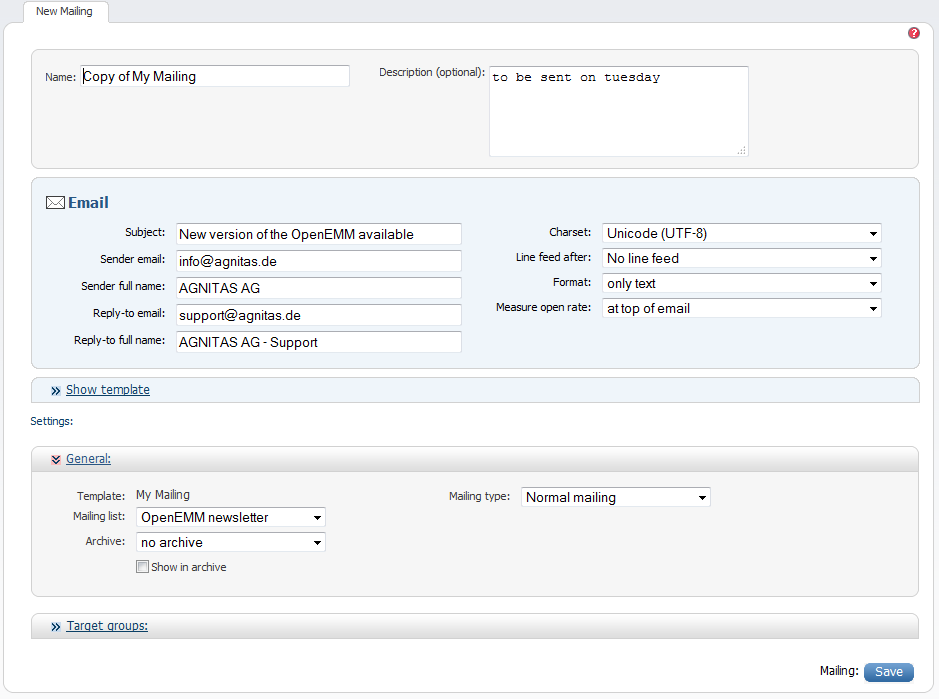 New Mailing
?
Name: Copy of My Mailing
Description (optional): to be sent on tuesday
Email
Subject: New version of the OpenEMM available
Sender email: info@agnitas.de
Sender full name: AGNITAS AG
Reply-to email: support@agnitas.de
Reply-to full name: AGNITAS AG - Support
Charset: Unicode (UTF-8)
Line feed after: No line feed
Format: only text
Measure open rate: at top of email
Show template
Settings:
General:
Template: My Mailing
Mailing list: OpenEMM newsletter
Archive: no archive
Show in archive
Mailing type: Normal mailing
Target groups:
Mailing: Save